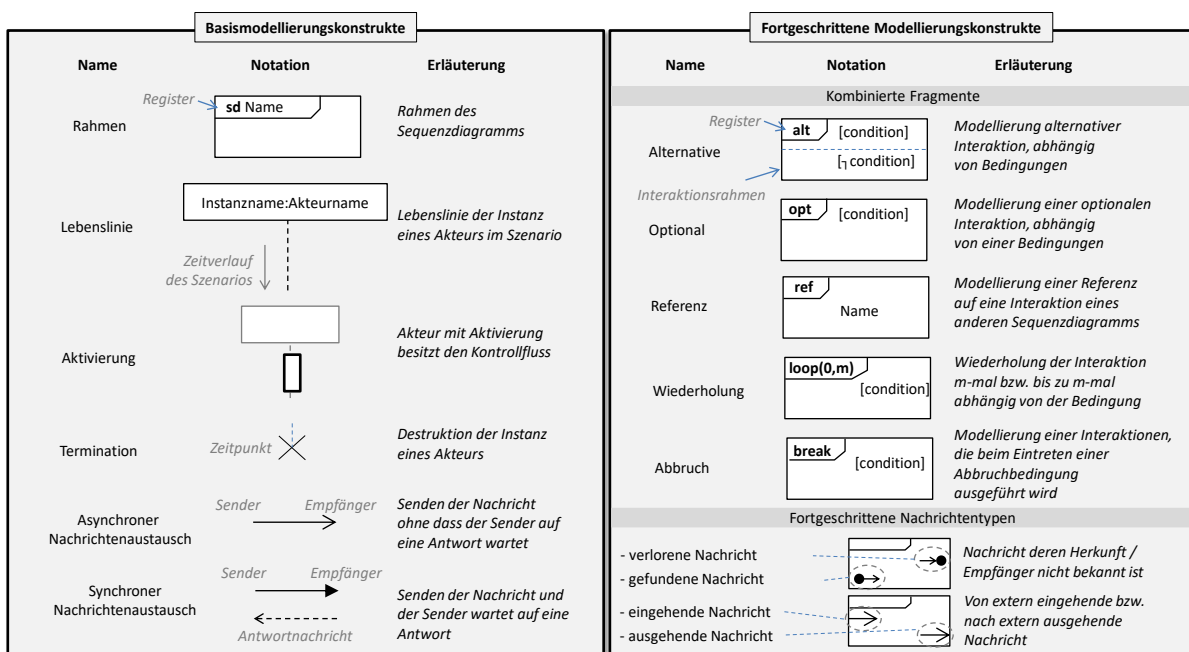 Basismodellierungskonstrukte
Name Notation Erläuterung
Register
sd Name
Rahmen
Rahmen des
Sequenzdiagramms
Instanzname:Akteurname
Lebenslinie
Lebenslinie der Instanz
eines Akteurs im Szenario
Zeitverlauf
des Szenarios
Aktivierung
Akteur mit Aktivierung
besitzt den Kontrollfluss
Termination
Zeitpunkt
Destruktion der Instanz
eines Akteurs
Asynchroner
Nachrichtenaustausch
Sender Empfänger
Senden der Nachricht
ohne dass der Sender auf
eine Antwort wartet
Synchroner
Nachrichtenaustausch
Sender Empfänger
Antwortnachricht
Senden der Nachricht und
der Sender wartet auf eine
Antwort
Fortgeschrittene Modellierungskonstrukte
Name Notation Erläuterung
Kombinierte Fragmente
Register
Alternative
Interaktionsrahmen
alt [condition]
[┐condition]
Modellierung alternativer
Interaktion, abhängig
von Bedingungen
Optional
opt [condition]
Modellierung einer optionalen
Interaktion, abhängig
von einer Bedingungen
Referenz
ref
Name
Modellierung einer Referenz
auf eine Interaktion eines
anderen Sequenzdiagramms
Wiederholung
loop(0,m)
[condition]
Wiederholung der Interaktion
m-mal bzw. bis zu m-mal
abhängig von der Bedingung
Abbruch
break
[condition]
Modellierung einer Interaktionen,
die beim Eintreten einer
Abbruchbedingung
ausgeführt wird
Fortgeschrittene Nachrichtentypen
- verlorene Nachricht
- gefundene Nachricht
Nachricht deren Herkunft /
Empfänger nicht bekannt ist
- eingehende Nachricht
- ausgehende Nachricht
Von extern eingehende bzw.
nach extern ausgehende
Nachricht